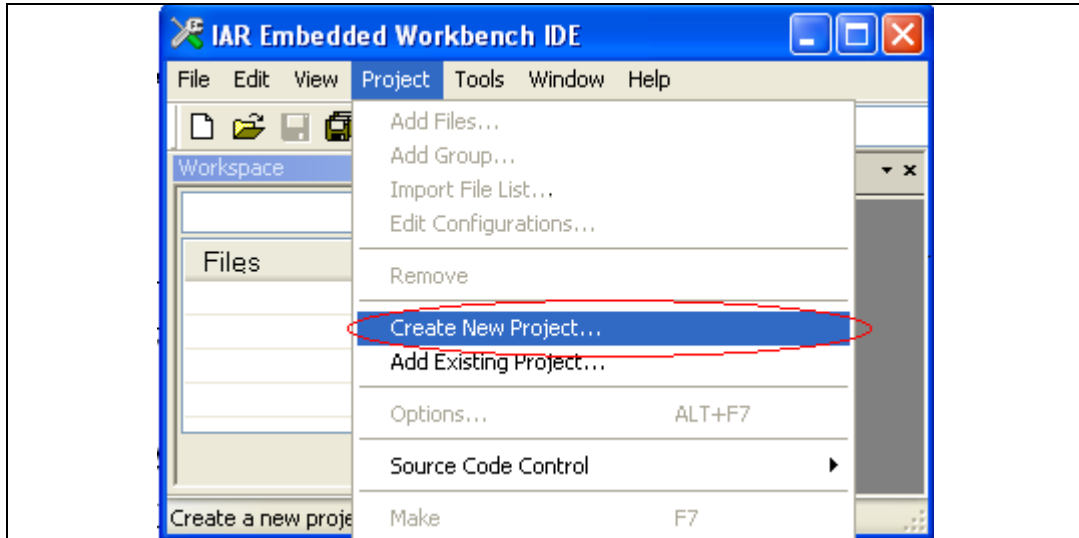 IAR Embedded Workbench IDE
File Edit View Project Tools Window Help
Add Files...
Workspace Add Group...
Import File List...
Edit Configurations...
Files
Remove
Create New Project...
Add Existing Project...
Options... ALT+F7
Source Code Control
Create a new proje Make F7